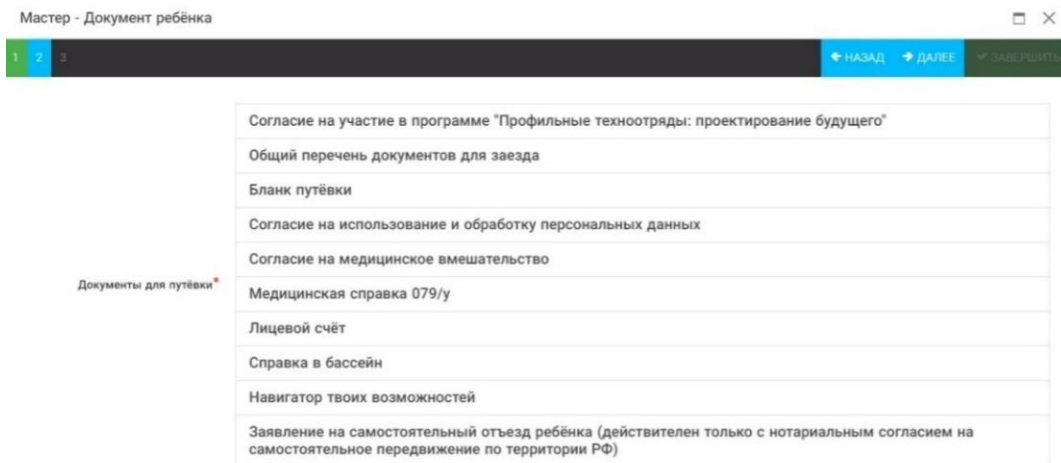 Мастер - Документ ребёнка
1 2 3 НАЗАД ДАЛЕЕ ЗАВЕРШИТЬ
Согласие на участие в программе "Профильные техноотряды: проектирование будущего"
Общий перечень документов для заезда
Бланк путёвки
Согласие на использование и обработку персональных данных
Согласие на медицинское вмешательство
Документы для путёвки*
Медицинская справка 079/у
Лицевой счёт
Справка в бассейн
Навигатор твоих возможностей
Заявление на самостоятельный отъезд ребёнка (действителен только с нотариальным согласием на
самостоятельное передвижение по территории РФ)